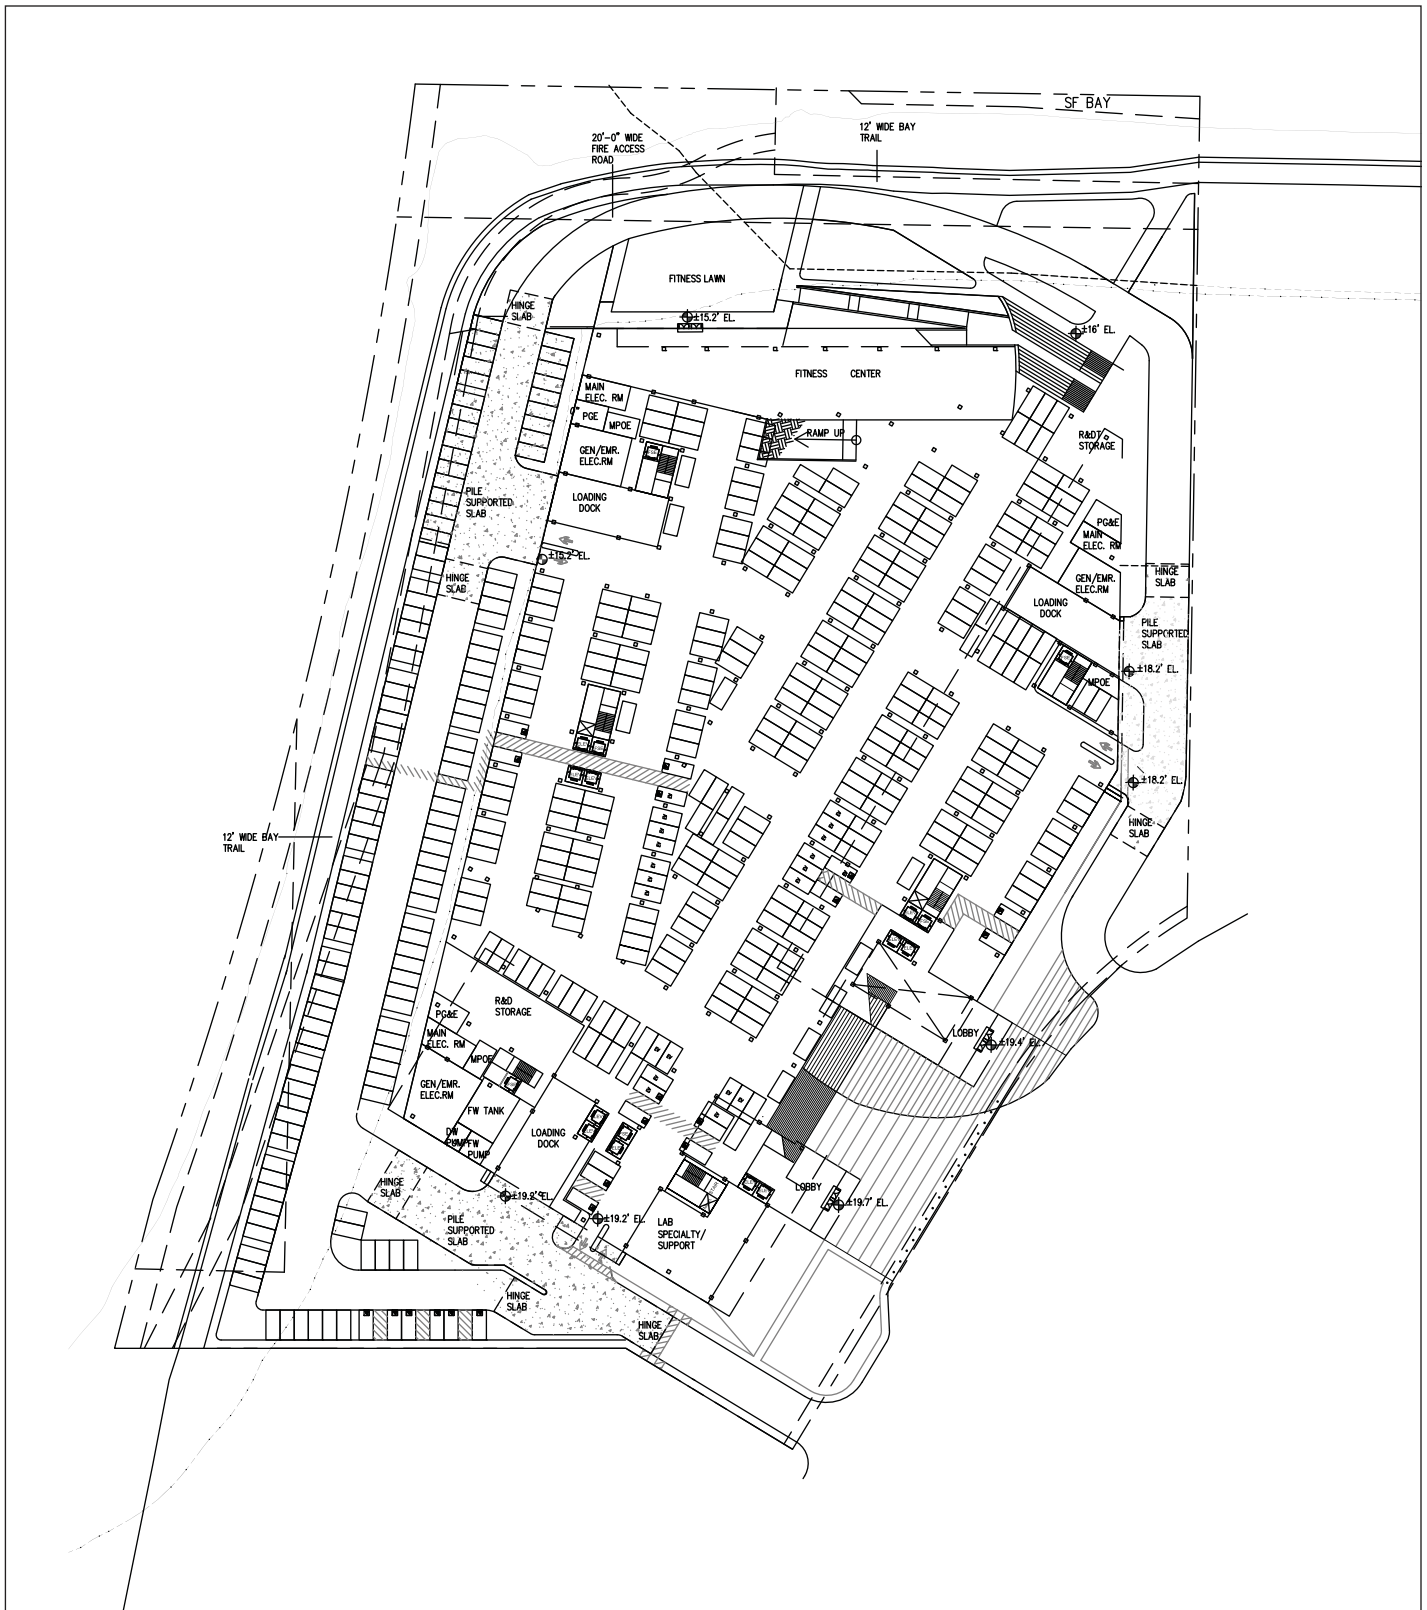 SF BAY
12' WIDE BAY
TRAIL
20'-0" WIDE
FIRE ACCESS
ROAD
FITNESS LAWN
HINGE
SLAB
±15.2' EL.
±16' EL.
FITNESS CENTER
MAIN
ELEC. RM
PGE
MPOE
RAMP UP
R&DT
STORAGE
GEN/EMR.
ELEC.RM
LOADING
DOCK
PILE
SUPPORTED
SLAB
PG&E
MAIN
ELEC. RM
±15.2' EL.
HINGE
SLAB
GEN/EMR.
ELEC.RM
HINGE
SLAB
LOADING
DOCK
PILE
SUPPORTED
SLAB
±18.2' EL.
MPOE
±18.2' EL.
HINGE
SLAB
12' WIDE BAY
TRAIL
R&D
STORAGE
PG&E
MAIN
ELEC. RM
MPOE
LOBBY
±19.4' EL.
GEN/EMR.
ELEC.RM
FW TANK
DW
PUMP
FW
PUMP
LOADING
DOCK
HINGE
SLAB
±19.2' EL.
LOBBY
±19.7' EL.
PILE
SUPPORTED
SLAB
±19.2' EL.
LAB
SPECIALTY/
SUPPORT
HINGE
SLAB
HINGE
SLAB